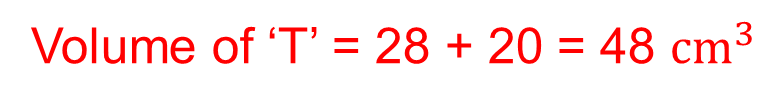 Volume of ‘T’ = 28 + 20 = 48 cm³